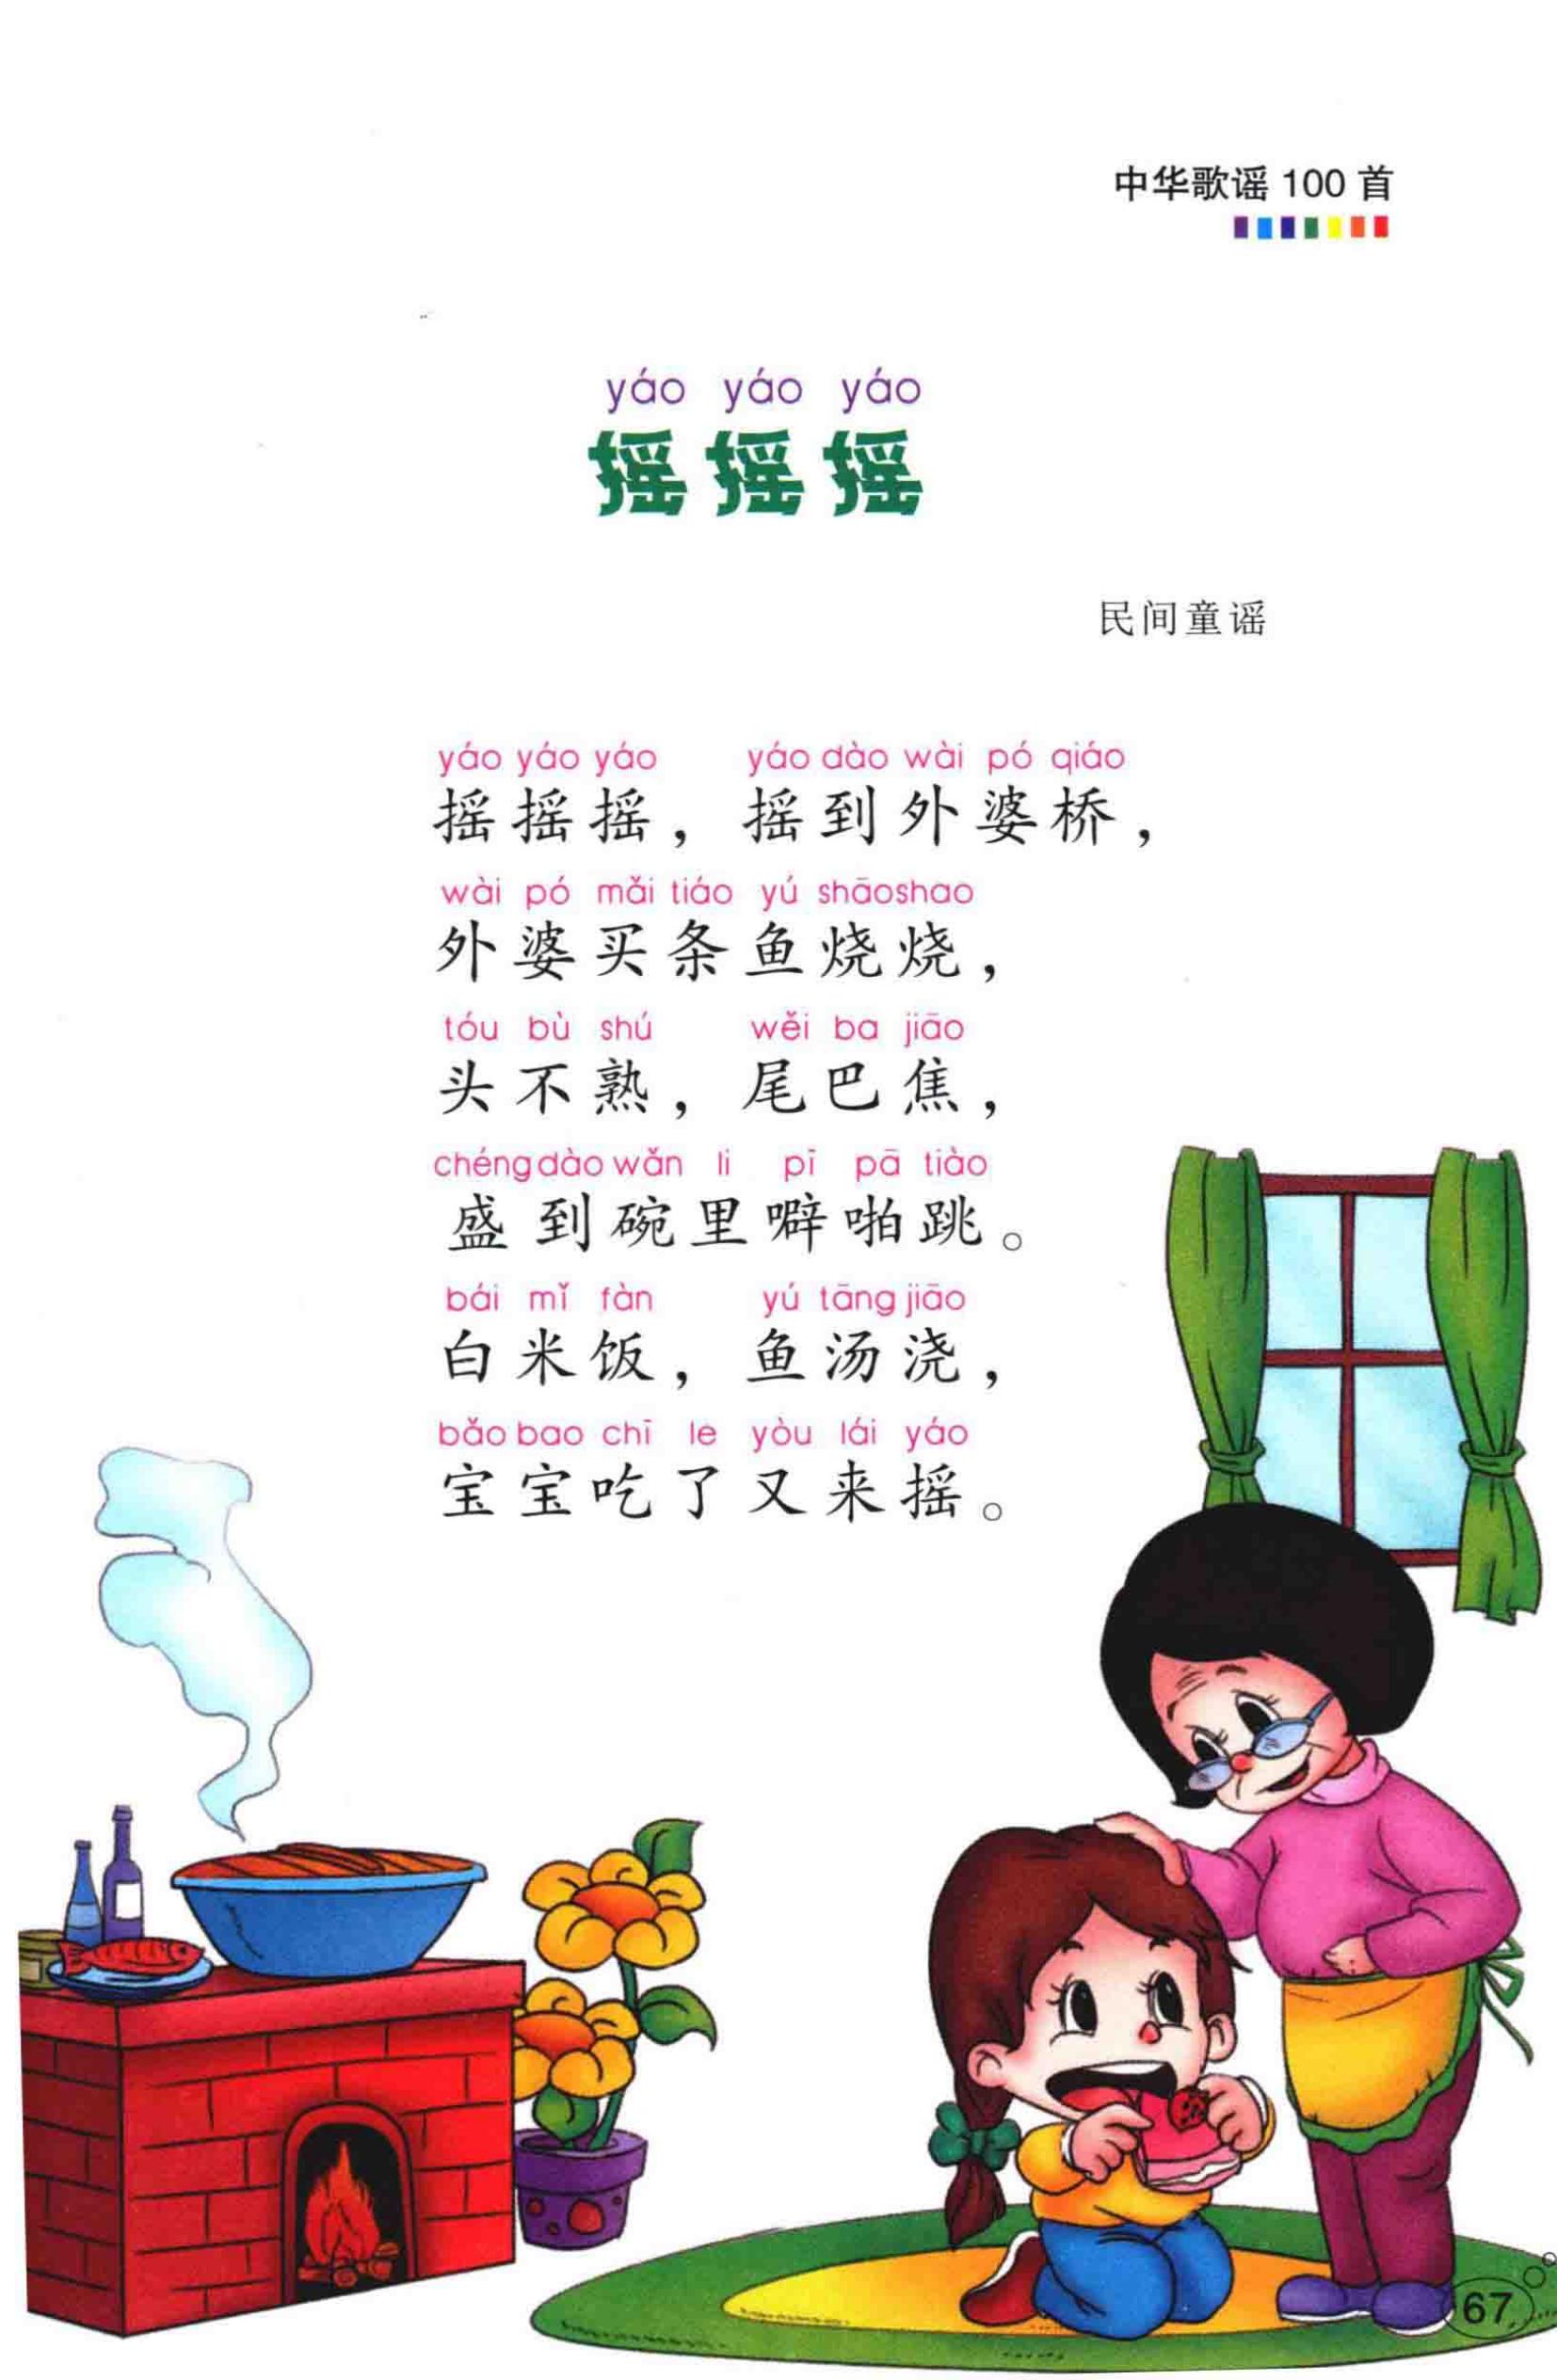 中华歌谣 100 首
yáo yáo yáo
摇摇摇
民间童谣
yáo yáo yáo yáo dào wài pó qiáo
摇摇摇，摇到外婆桥，
wài pó mǎi tiáo yú shāoshao
外婆买条鱼烧烧，
tóu bù shú wěi ba jiāo
头不熟，尾巴焦，
chéng dào wǎn li pī pā tiào
盛到碗里噼啪跳。
bái mǐ fàn yú tāng jiāo
白米饭，鱼汤浇，
bǎo bao chī le yòu lái yáo
宝宝吃了又来摇。
67